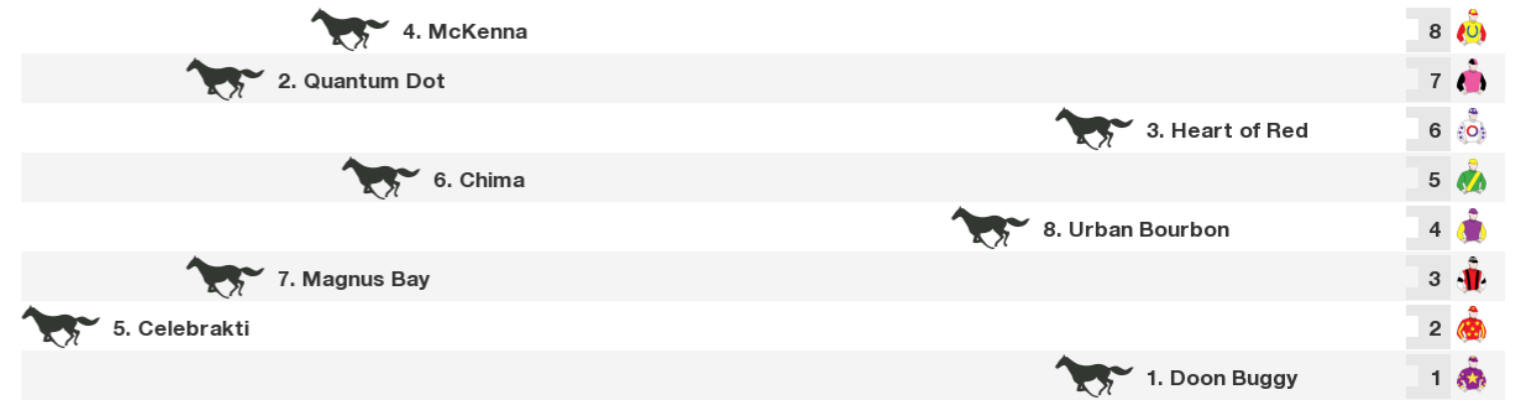 4. McKenna 8
2. Quantum Dot 7
3. Heart of Red 6
6. Chima 5
8. Urban Bourbon 4
7. Magnus Bay 3
5. Celebrakti 2
1. Doon Buggy 1